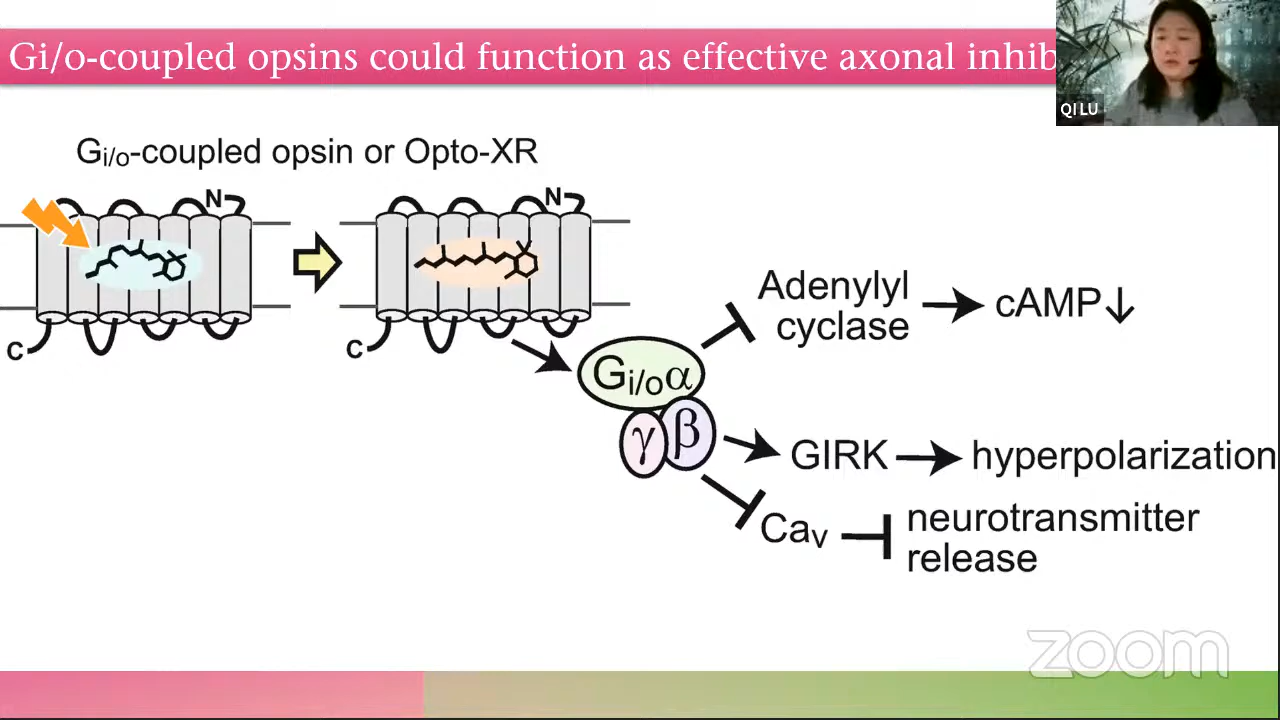 Gi/o-coupled opsins could function as effective axonal inhib
QI LU
Gi/o-coupled opsin or Opto-XR
N
N
C
C
Adenylyl
cyclase
cAMP↓
Gi/oα
γ
β
GIRK
hyperpolarization
Cav
neurotransmitter
release
zoom